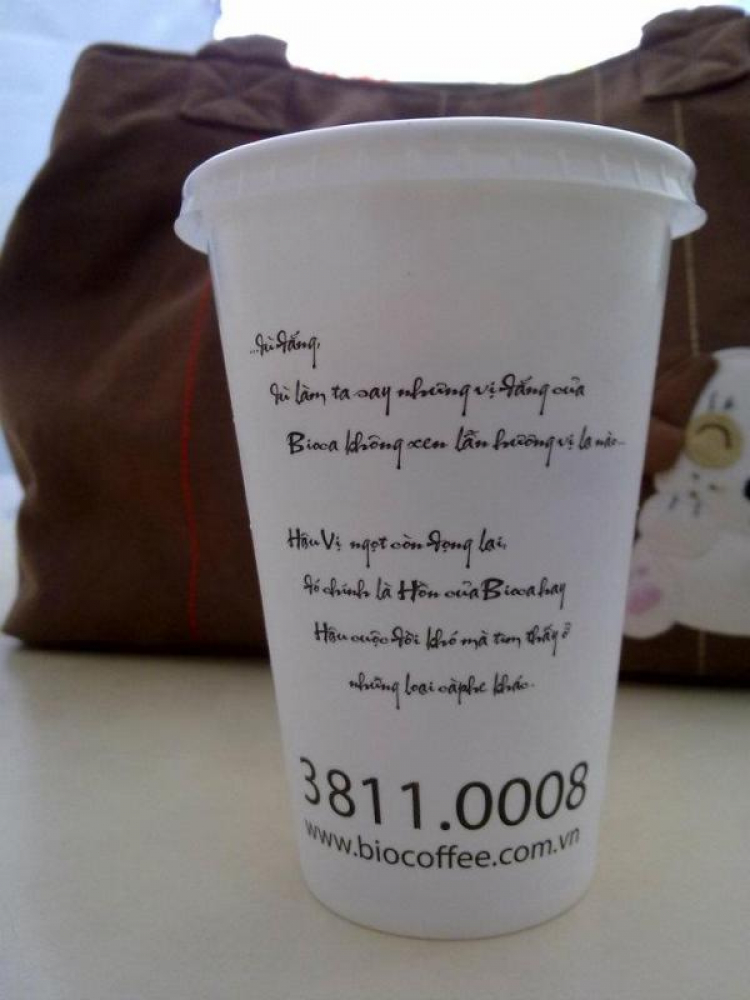 ...dù đắng,
dù làm ta say những vị đắng của
Bioca không xen lẫn hương vị lạ nào...
Hậu Vị ngọt còn đọng lại,
đó chính là Hồn của Bioca hay
Hậu cuộc đời khó mà tìm thấy ở
những loại càphê khác.
3811.0008
www.biocoffee.com.vn